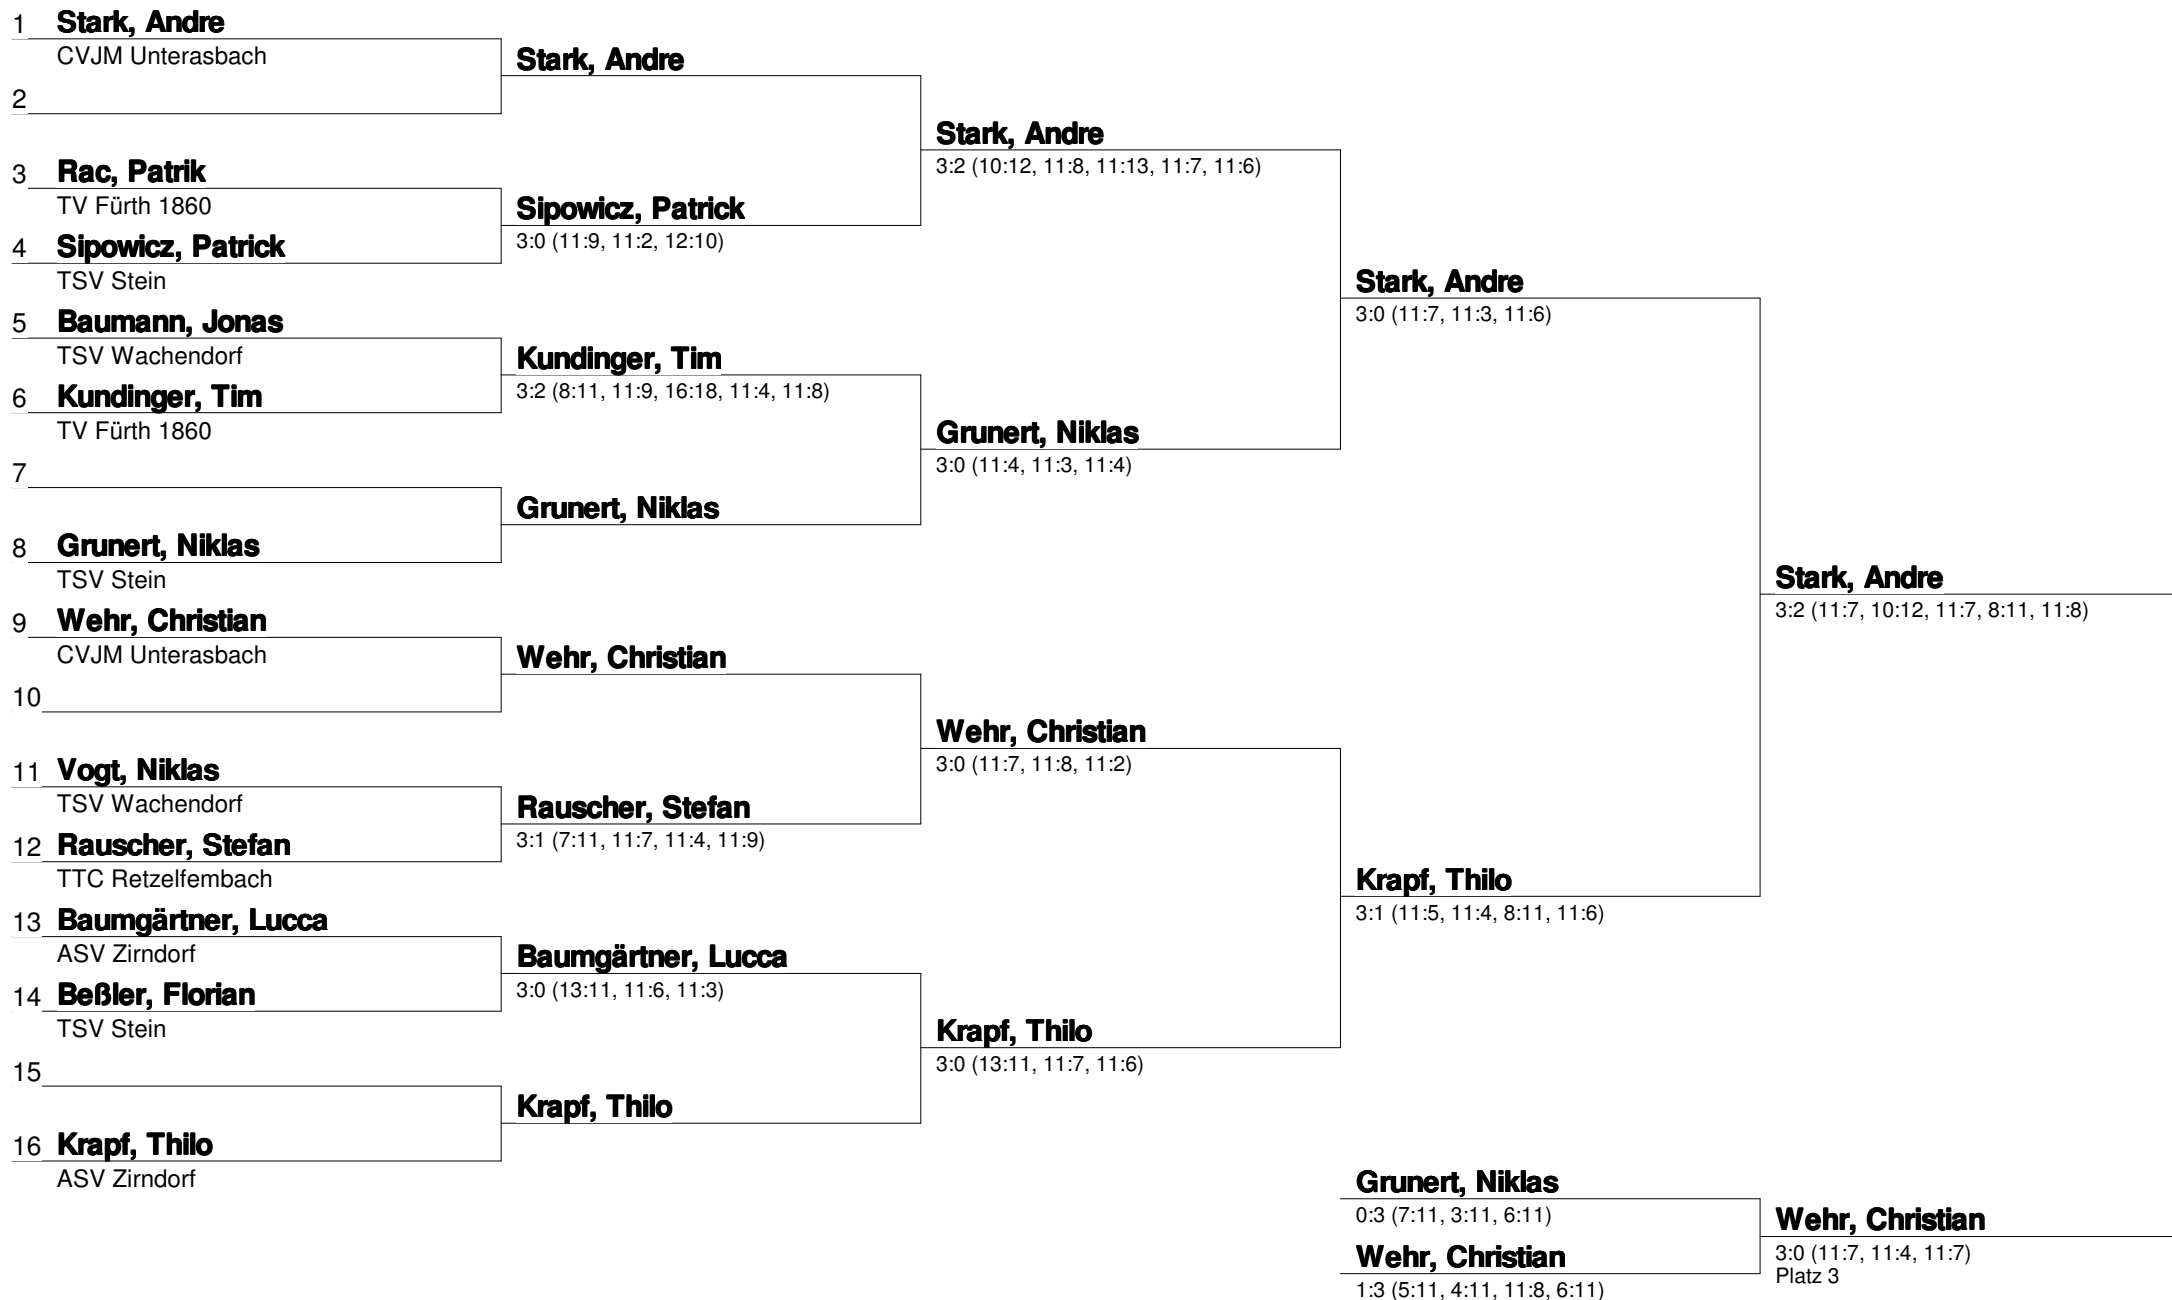 1 Stark, Andre
CVJM Unterasbach
2
3 Rac, Patrik
TV Fürth 1860
4 Sipowicz, Patrick
TSV Stein
5 Baumann, Jonas
TSV Wachendorf
6 Kundinger, Tim
TV Fürth 1860
7
8 Grunert, Niklas
TSV Stein
9 Wehr, Christian
CVJM Unterasbach
10
11 Vogt, Niklas
TSV Wachendorf
12 Rauscher, Stefan
TTC Retzelfembach
13 Baumgärtner, Lucca
ASV Zirndorf
14 Beßler, Florian
TSV Stein
15
16 Krapf, Thilo
ASV Zirndorf
Stark, Andre
Sipowicz, Patrick
3:0 (11:9, 11:2, 12:10)
Kundinger, Tim
3:2 (8:11, 11:9, 16:18, 11:4, 11:8)
Grunert, Niklas
Wehr, Christian
Rauscher, Stefan
3:1 (7:11, 11:7, 11:4, 11:9)
Baumgärtner, Lucca
3:0 (13:11, 11:6, 11:3)
Krapf, Thilo
Stark, Andre
3:2 (10:12, 11:8, 11:13, 11:7, 11:6)
Grunert, Niklas
3:0 (11:4, 11:3, 11:4)
Wehr, Christian
3:0 (11:7, 11:8, 11:2)
Krapf, Thilo
3:0 (13:11, 11:7, 11:6)
Stark, Andre
3:0 (11:7, 11:3, 11:6)
Krapf, Thilo
3:1 (11:5, 11:4, 8:11, 11:6)
Stark, Andre
3:2 (11:7, 10:12, 11:7, 8:11, 11:8)
Grunert, Niklas
0:3 (7:11, 3:11, 6:11)
Wehr, Christian
1:3 (5:11, 4:11, 11:8, 6:11)
Wehr, Christian
3:0 (11:7, 11:4, 11:7)
Platz 3